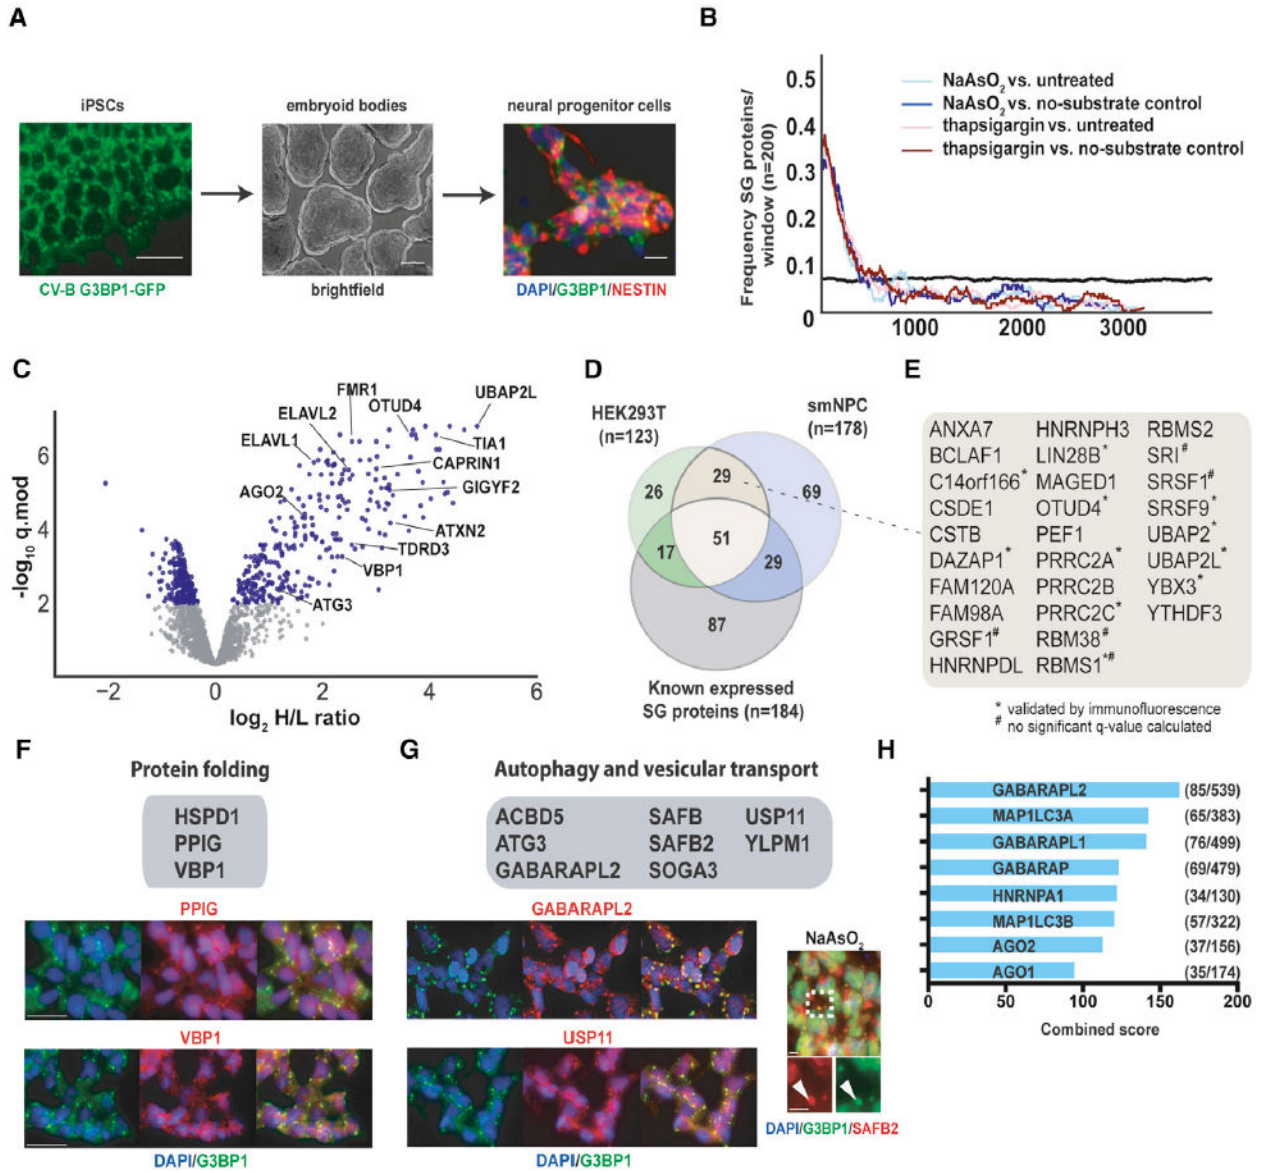 A
iPSCs
embryoid bodies
neural progenitor cells
CV-B G3BP1-GFP
brightfield
DAPI/G3BP1/NESTIN
B
Frequency SG proteins/
window (n=200)
0.5
0.4
0.3
0.2
0.1
0
1000
2000
3000
NaAsO2 vs. untreated
NaAsO2 vs. no-substrate control
thapsigargin vs. untreated
thapsigargin vs. no-substrate control
C
-log10 q.mod
6
4
2
FMR1
UBAP2L
OTUD4
ELAVL2
ELAVL1
TIA1
CAPRIN1
GIGYF2
AGO2
ATXN2
TDRD3
VBP1
ATG3
−2
0
2
4
6
log2 H/L ratio
D
HEK293T
(n=123)
smNPC
(n=178)
26
29
69
51
17
29
87
Known expressed
SG proteins (n=184)
E
ANXA7 HNRNPH3 RBMS2
BCLAF1 LIN28B* SRI#
C14orf166* MAGED1 SRSF1#
CSDE1 OTUD4* SRSF9*
CSTB PEF1 UBAP2*
DAZAP1* PRRC2A* UBAP2L*
FAM120A PRRC2B YBX3*
FAM98A PRRC2C* YTHDF3
GRSF1# RBM38#
HNRNPDL RBMS1*#
* validated by immunofluorescence
# no significant q-value calculated
F
Protein folding
HSPD1
PPIG
VBP1
PPIG
VBP1
DAPI/G3BP1
G
Autophagy and vesicular transport
ACBD5 SAFB USP11
ATG3 SAFB2 YLPM1
GABARAPL2 SOGA3
GABARAPL2
USP11
DAPI/G3BP1
NaAsO2
DAPI/G3BP1/SAFB2
H
GABARAPL2 (85/539)
MAP1LC3A (65/383)
GABARAPL1 (76/499)
GABARAP (69/479)
HNRNPA1 (34/130)
MAP1LC3B (57/322)
AGO2 (37/156)
AGO1 (35/174)
0 50 100 150 200
Combined score